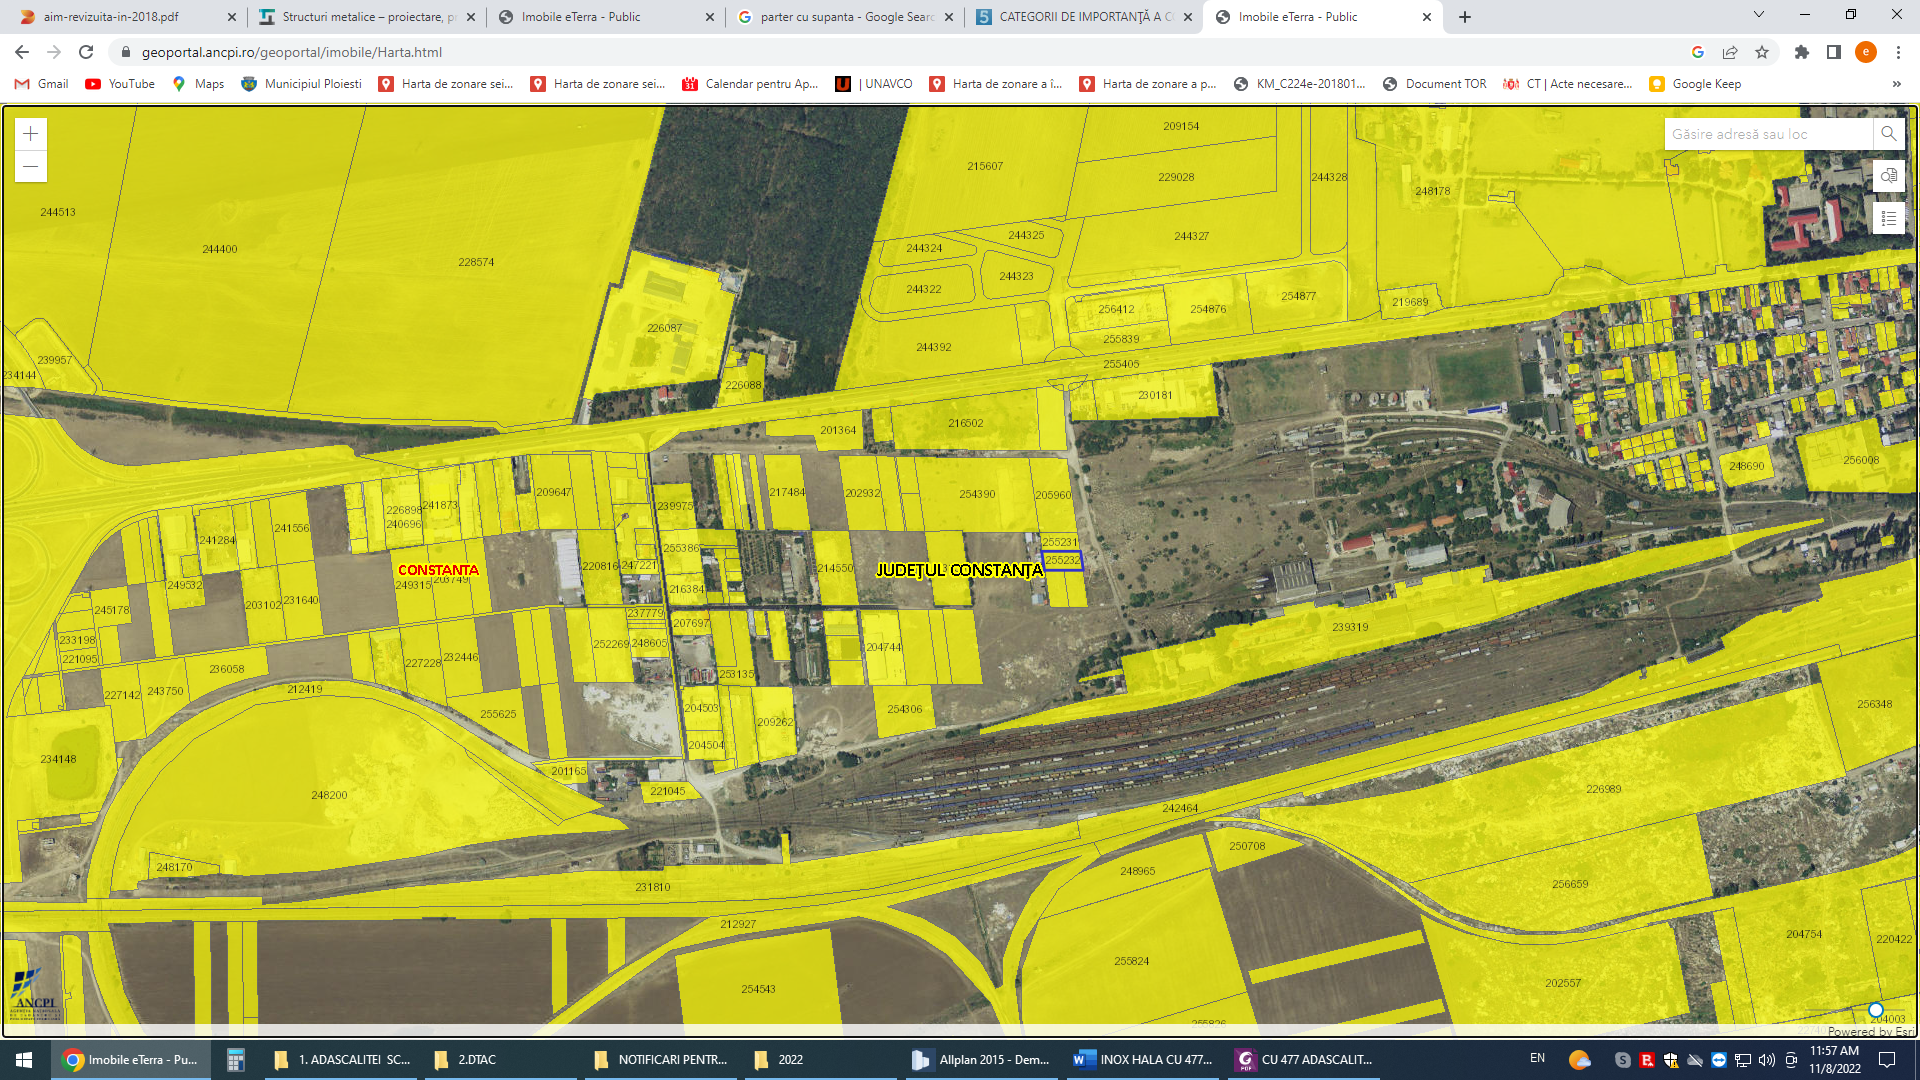 aim-revizuita-in-2018.pdf
Structuri metalice – proiectare, pr
Imobile eTerra - Public
parter cu supanta - Google Searc
CATEGORII DE IMPORTANŢĂ A C
Imobile eTerra - Public
geoportal.ancpi.ro/geoportal/imobile/Harta.html
e
Gmail
YouTube
Maps
Municipiul Ploiesti
Harta de zonare sei...
Harta de zonare sei...
Calendar pentru Ap...
| UNAVCO
Harta de zonare a î...
Harta de zonare a p...
KM_C224e-201801...
Document TOR
CT | Acte necesare...
Google Keep
»
Găsire adresă sau loc
209154
215607
229028
244328
248178
244513
244400
228574
244324
244325
244327
244323
244322
254877
256412
254876
219689
226087
255839
244392
239957
255405
234144
226088
230181
216502
201364
256008
248690
209647
217484
202932
254390
205960
226898
241873
239975
240696
241556
241284
255386
255231
255232
220816
247221
214550
CONSTANTA
JUDEŢUL CONSTANŢA
249532
249315
203749
216384
203102
231640
245178
237779
207697
239319
233198
221095
252269
248605
204744
236058
227228
232446
253135
227142
243750
212419
204503
254306
255625
209262
256348
204504
234148
201165
221045
248200
226989
242464
250708
248170
248965
231810
256659
212927
204754
220422
255824
202557
254543
255826
204003
ANCPI
Powered by Esri
Imobile eTerra - Pu...
1. ADASCALITEI SC...
2.DTAC
NOTIFICARI PENTR...
2022
Allplan 2015 - Dem...
INOX HALA CU 477...
CU 477 ADASCALIT...
EN
11:57 AM
11/8/2022